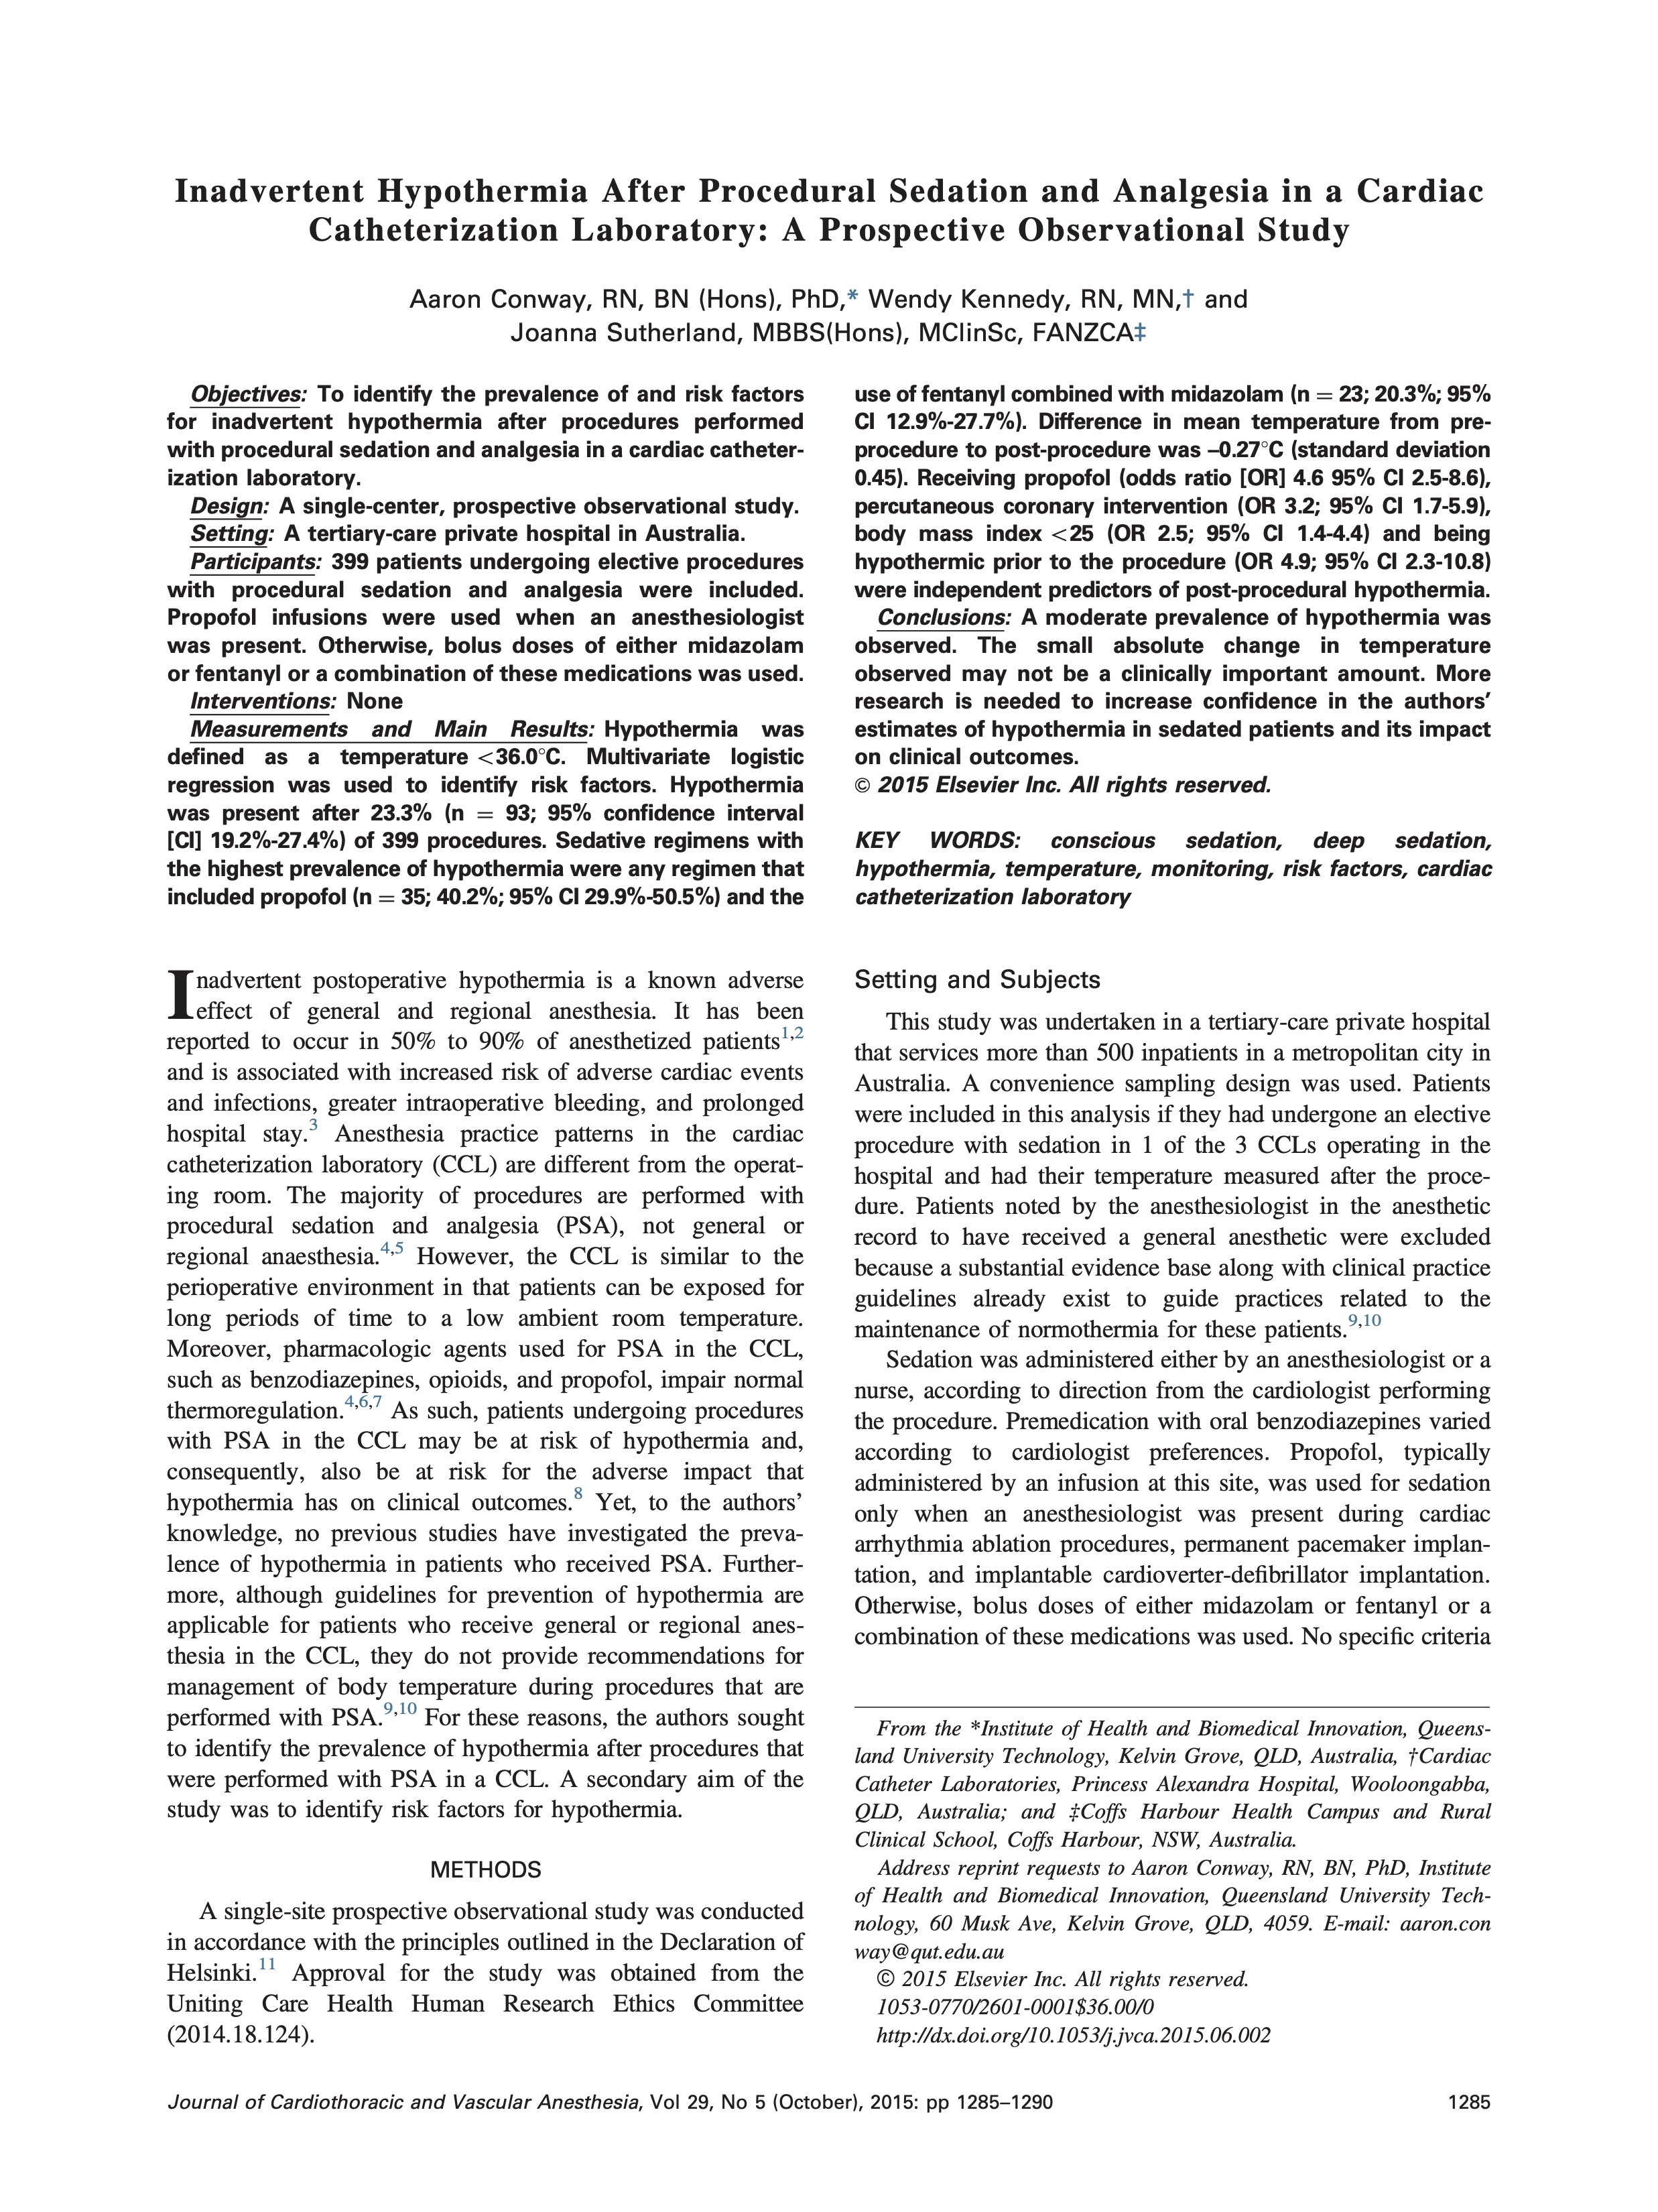 Inadvertent Hypothermia After Procedural Sedation and Analgesia in a Cardiac
Catheterization Laboratory: A Prospective Observational Study
Aaron Conway, RN, BN (Hons), PhD,* Wendy Kennedy, RN, MN,† and
Joanna Sutherland, MBBS(Hons), MClinSc, FANZCA‡
Objectives: To identify the prevalence of and risk factors
for inadvertent hypothermia after procedures performed
with procedural sedation and analgesia in a cardiac catheter-
ization laboratory.
Design: A single-center, prospective observational study.
Setting: A tertiary-care private hospital in Australia.
Participants: 399 patients undergoing elective procedures
with procedural sedation and analgesia were included.
Propofol infusions were used when an anesthesiologist
was present. Otherwise, bolus doses of either midazolam
or fentanyl or a combination of these medications was used.
Interventions: None
Measurements and Main Results: Hypothermia was
defined as a temperature <36.0°C. Multivariate logistic
regression was used to identify risk factors. Hypothermia
was present after 23.3% (n = 93; 95% confidence interval
[CI] 19.2%-27.4%) of 399 procedures. Sedative regimens with
the highest prevalence of hypothermia were any regimen that
included propofol (n = 35; 40.2%; 95% CI 29.9%-50.5%) and the
use of fentanyl combined with midazolam (n = 23; 20.3%; 95%
CI 12.9%-27.7%). Difference in mean temperature from pre-
procedure to post-procedure was –0.27°C (standard deviation
0.45). Receiving propofol (odds ratio [OR] 4.6 95% CI 2.5-8.6),
percutaneous coronary intervention (OR 3.2; 95% CI 1.7-5.9),
body mass index <25 (OR 2.5; 95% CI 1.4-4.4) and being
hypothermic prior to the procedure (OR 4.9; 95% CI 2.3-10.8)
were independent predictors of post-procedural hypothermia.
Conclusions: A moderate prevalence of hypothermia was
observed. The small absolute change in temperature
observed may not be a clinically important amount. More
research is needed to increase confidence in the authors’
estimates of hypothermia in sedated patients and its impact
on clinical outcomes.
© 2015 Elsevier Inc. All rights reserved.
KEY WORDS: conscious sedation, deep sedation,
hypothermia, temperature, monitoring, risk factors, cardiac
catheterization laboratory
Inadvertent postoperative hypothermia is a known adverse
effect of general and regional anesthesia. It has been
reported to occur in 50% to 90% of anesthetized patients1,2
and is associated with increased risk of adverse cardiac events
and infections, greater intraoperative bleeding, and prolonged
hospital stay.3 Anesthesia practice patterns in the cardiac
catheterization laboratory (CCL) are different from the operat-
ing room. The majority of procedures are performed with
procedural sedation and analgesia (PSA), not general or
regional anaesthesia.4,5 However, the CCL is similar to the
perioperative environment in that patients can be exposed for
long periods of time to a low ambient room temperature.
Moreover, pharmacologic agents used for PSA in the CCL,
such as benzodiazepines, opioids, and propofol, impair normal
thermoregulation.4,6,7 As such, patients undergoing procedures
with PSA in the CCL may be at risk of hypothermia and,
consequently, also be at risk for the adverse impact that
hypothermia has on clinical outcomes.8 Yet, to the authors’
knowledge, no previous studies have investigated the preva-
lence of hypothermia in patients who received PSA. Further-
more, although guidelines for prevention of hypothermia are
applicable for patients who receive general or regional anes-
thesia in the CCL, they do not provide recommendations for
management of body temperature during procedures that are
performed with PSA.9,10 For these reasons, the authors sought
to identify the prevalence of hypothermia after procedures that
were performed with PSA in a CCL. A secondary aim of the
study was to identify risk factors for hypothermia.
METHODS
A single-site prospective observational study was conducted
in accordance with the principles outlined in the Declaration of
Helsinki.11 Approval for the study was obtained from the
Uniting Care Health Human Research Ethics Committee
(2014.18.124).
Setting and Subjects
This study was undertaken in a tertiary-care private hospital
that services more than 500 inpatients in a metropolitan city in
Australia. A convenience sampling design was used. Patients
were included in this analysis if they had undergone an elective
procedure with sedation in 1 of the 3 CCLs operating in the
hospital and had their temperature measured after the proce-
dure. Patients noted by the anesthesiologist in the anesthetic
record to have received a general anesthetic were excluded
because a substantial evidence base along with clinical practice
guidelines already exist to guide practices related to the
maintenance of normothermia for these patients.9,10
Sedation was administered either by an anesthesiologist or a
nurse, according to direction from the cardiologist performing
the procedure. Premedication with oral benzodiazepines varied
according to cardiologist preferences. Propofol, typically
administered by an infusion at this site, was used for sedation
only when an anesthesiologist was present during cardiac
arrhythmia ablation procedures, permanent pacemaker implan-
tation, and implantable cardioverter-defibrillator implantation.
Otherwise, bolus doses of either midazolam or fentanyl or a
combination of these medications was used. No specific criteria
From the *Institute of Health and Biomedical Innovation, Queens-
land University Technology, Kelvin Grove, QLD, Australia, †Cardiac
Catheter Laboratories, Princess Alexandra Hospital, Wooloongabba,
QLD, Australia; and ‡Coffs Harbour Health Campus and Rural
Clinical School, Coffs Harbour, NSW, Australia.
Address reprint requests to Aaron Conway, RN, BN, PhD, Institute
of Health and Biomedical Innovation, Queensland University Tech-
nology, 60 Musk Ave, Kelvin Grove, QLD, 4059. E-mail: aaron.con
way@qut.edu.au
© 2015 Elsevier Inc. All rights reserved.
1053-0770/2601-0001$36.00/0
http://dx.doi.org/10.1053/j.jvca.2015.06.002
Journal of Cardiothoracic and Vascular Anesthesia, Vol 29, No 5 (October), 2015: pp 1285–1290
1285